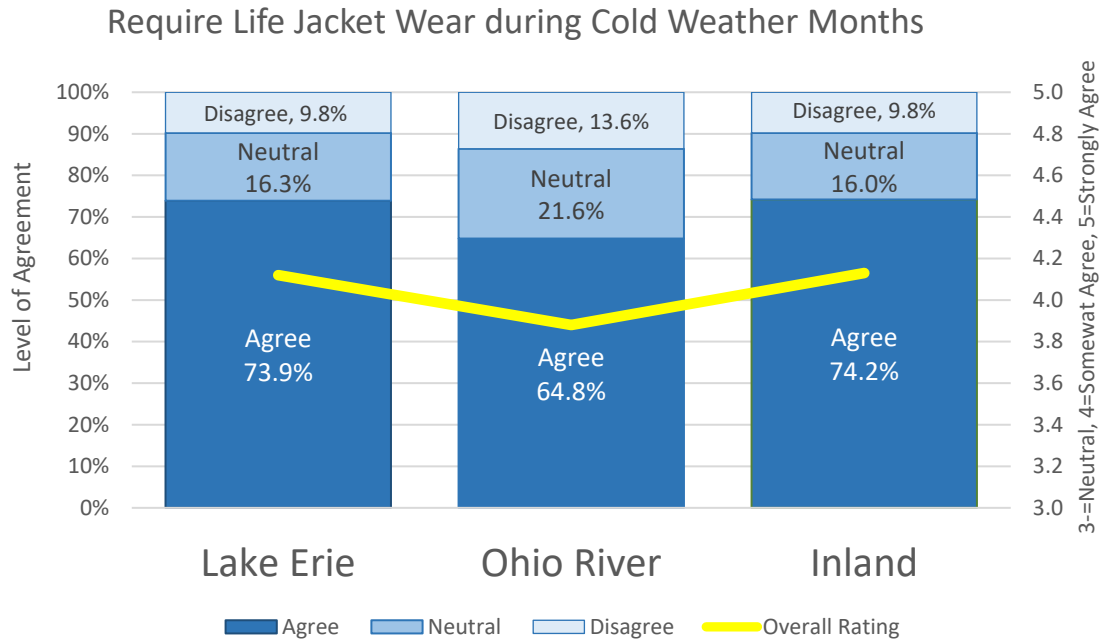 Require Life Jacket Wear during Cold Weather Months
Level of Agreement
100%
90%
80%
70%
60%
50%
40%
30%
20%
10%
0%
Disagree, 9.8%
Neutral
16.3%
Agree
73.9%
Disagree, 13.6%
Neutral
21.6%
Agree
64.8%
Disagree, 9.8%
Neutral
16.0%
Agree
74.2%
5.0
4.8
4.6
4.4
4.2
4.0
3.8
3.6
3.4
3.2
3.0
3-=Neutral, 4=Somewat Agree, 5=Strongly Agree
Lake Erie
Ohio River
Inland
Agree
Neutral
Disagree
Overall Rating